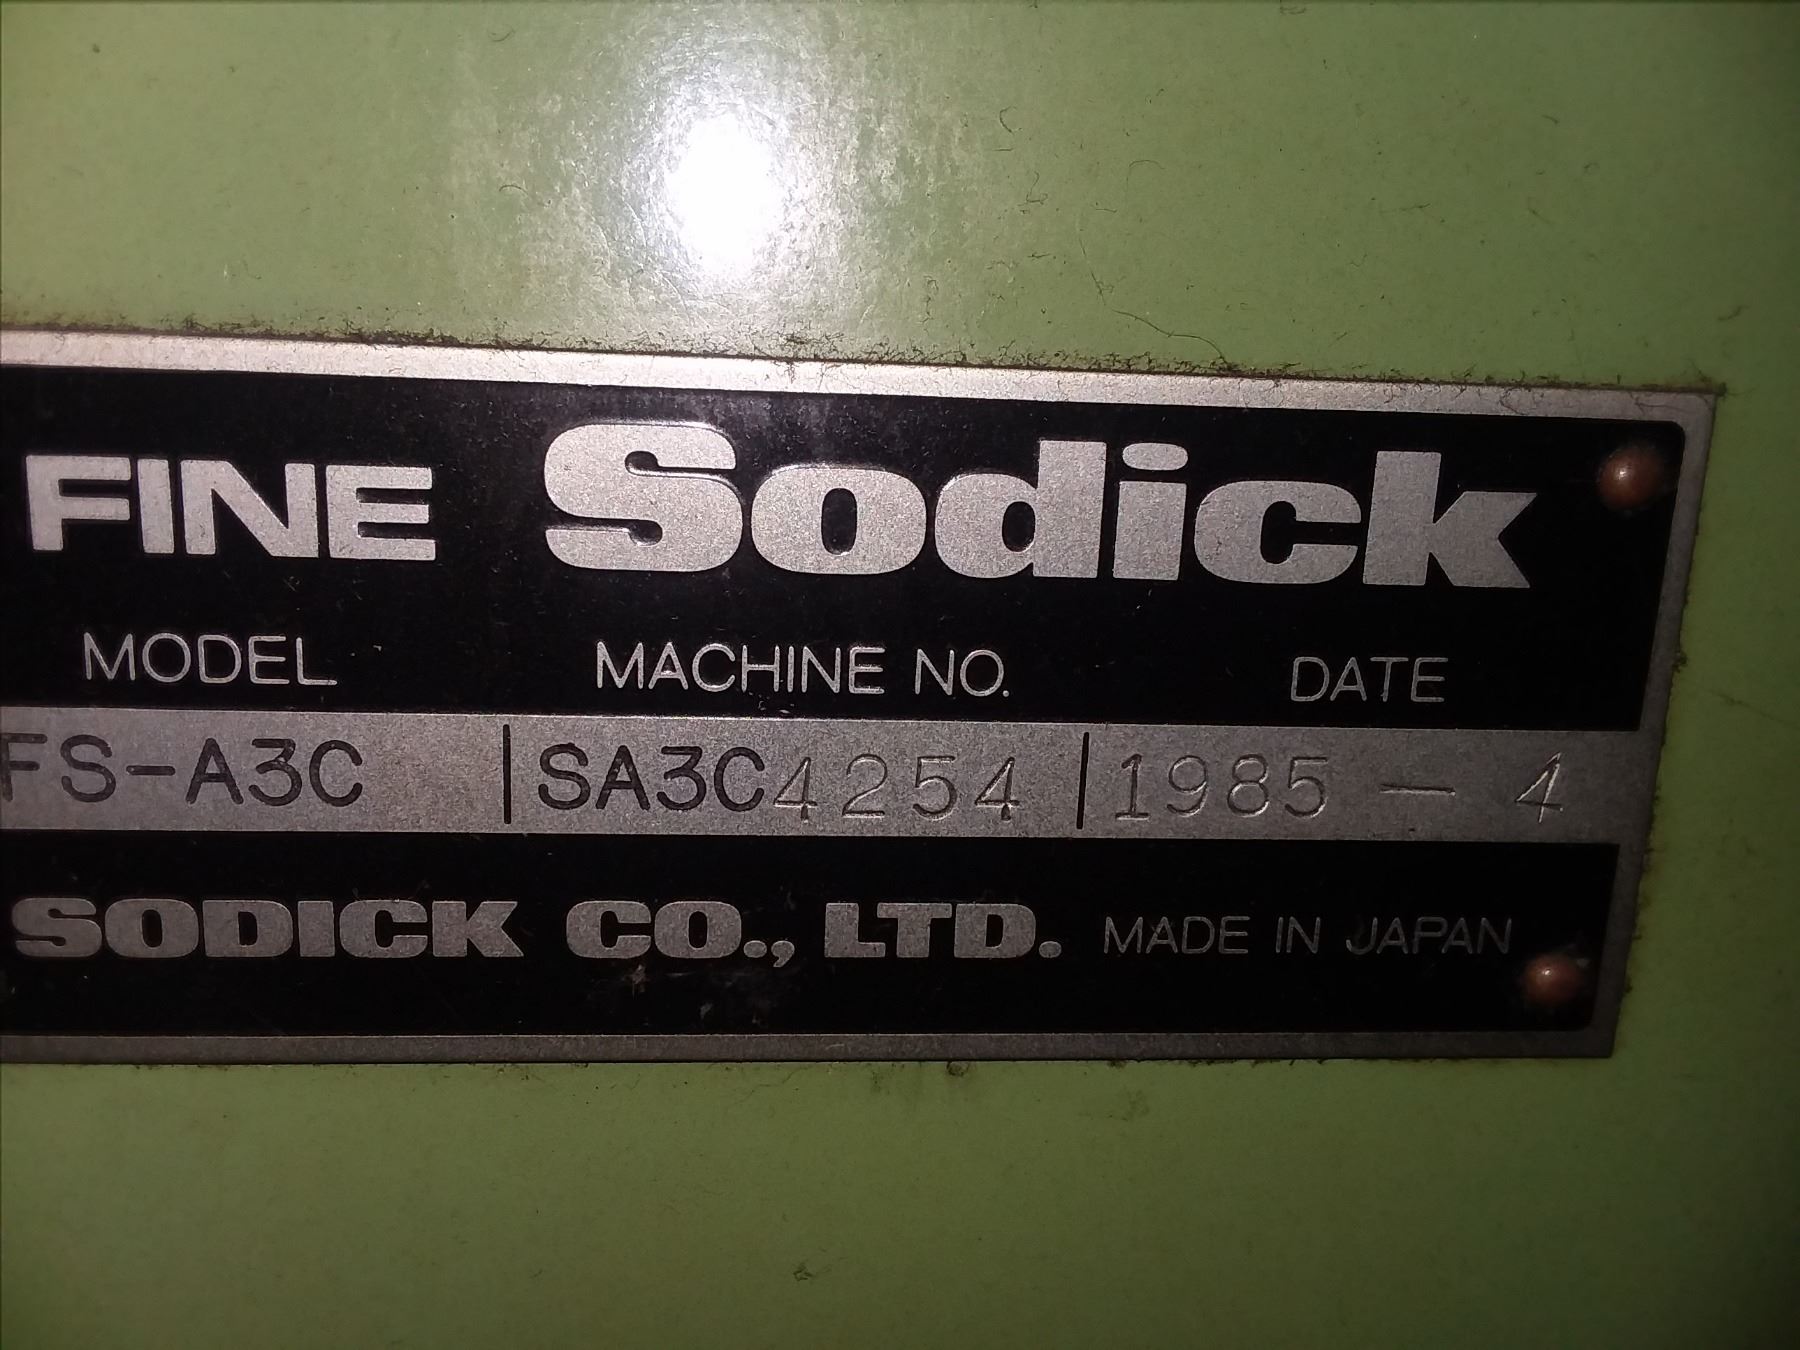 FINE Sodick
MODEL MACHINE NO. DATE
FS-A3C SA3C4254 1985-4
SODICK CO., LTD. MADE IN JAPAN